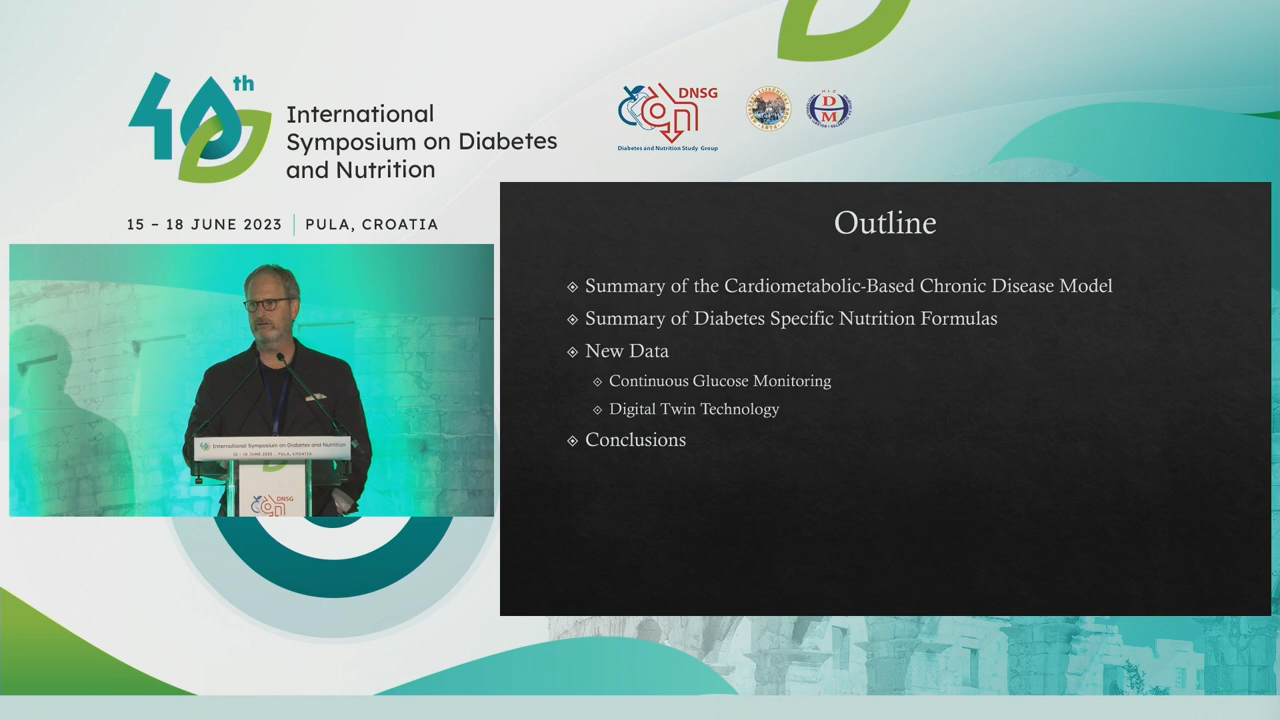 40th
International
Symposium on Diabetes
and Nutrition
15 – 18 JUNE 2023 | PULA, CROATIA
DNSG
Diabetes and Nutrition Study Group
D
M
Outline
Summary of the Cardiometabolic-Based Chronic Disease Model
Summary of Diabetes Specific Nutrition Formulas
New Data
Continuous Glucose Monitoring
Digital Twin Technology
Conclusions
International Symposium on Diabetes and Nutrition
15 – 18 JUNE 2023 | PULA, CROATIA
DNSG